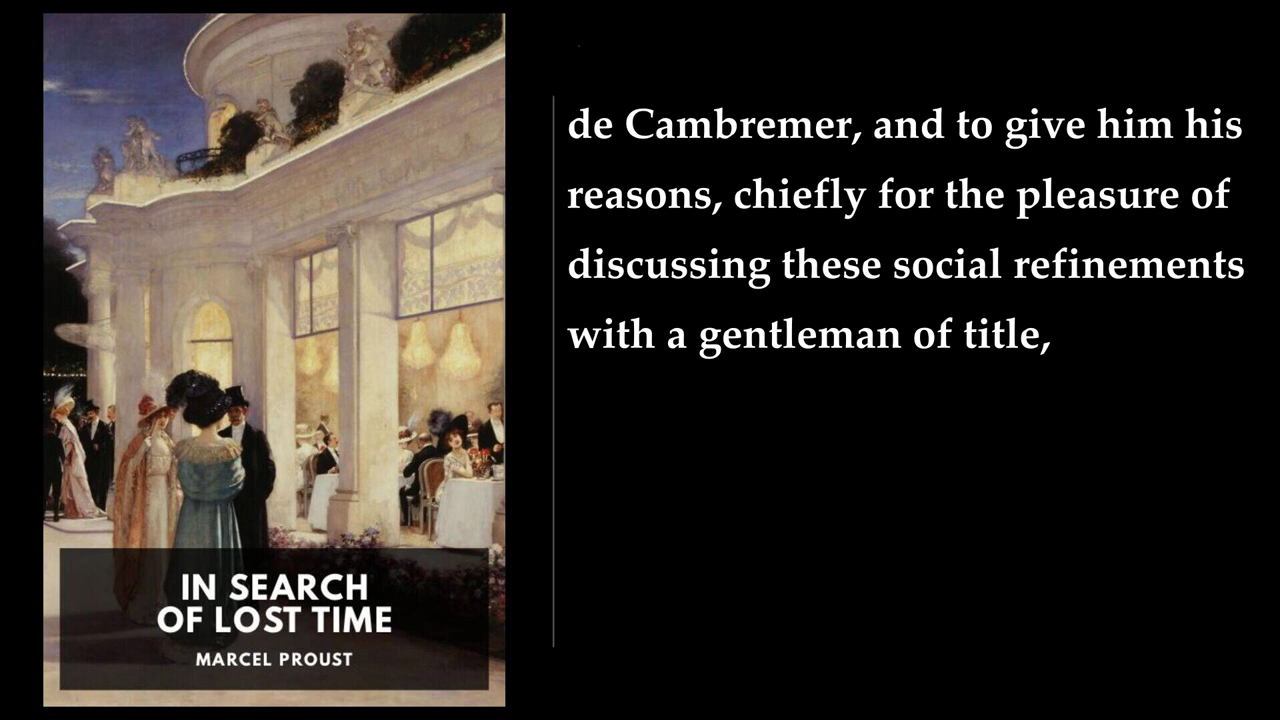 de Cambremer, and to give him his
reasons, chiefly for the pleasure of
discussing these social refinements
with a gentleman of title,
IN SEARCH
OF LOST TIME
MARCEL PROUST